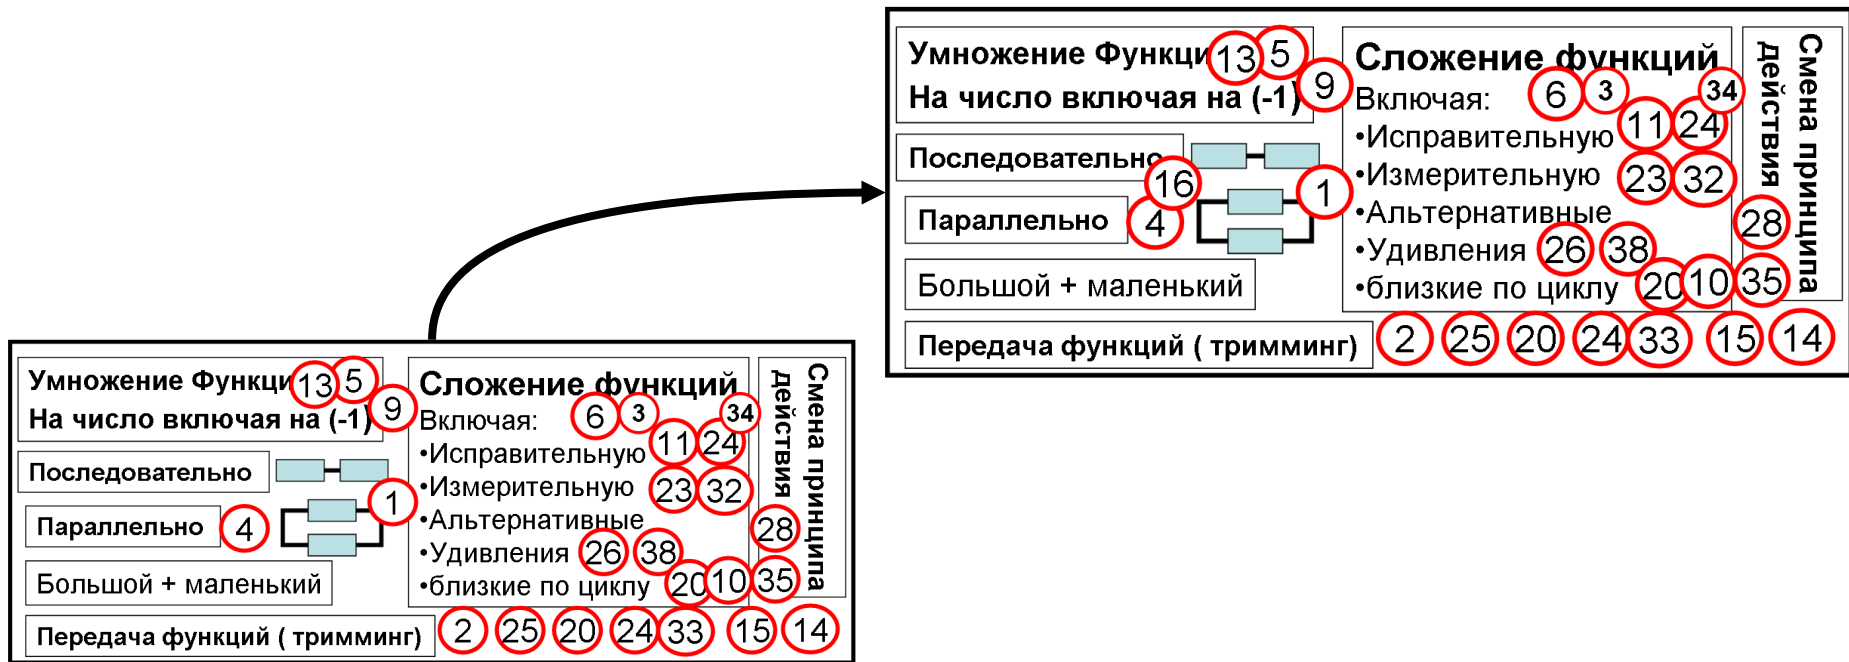 Умножение Функци 13 5
На число включая на (-1) 9
Последовательно
16
Параллельно 4 1
Большой + маленький
Сложение функций
Включая: 6 3 34
11 24
•Исправительную
•Измерительную 23 32
•Альтернативные
•Удивления 26 38
•близкие по циклу 20 10 35
Смена принципа
действия
28
Передача функций ( тримминг) 2 25 20 24 33 15 14
Умножение Функци 13 5
На число включая на (-1) 9
Последовательно
Параллельно 4 1
Большой + маленький
Сложение функций
Включая: 6 3 34
11 24
•Исправительную
•Измерительную 23 32
•Альтернативные
•Удивления 26 38
•близкие по циклу 20 10 35
Смена принципа
действия
28
Передача функций ( тримминг) 2 25 20 24 33 15 14